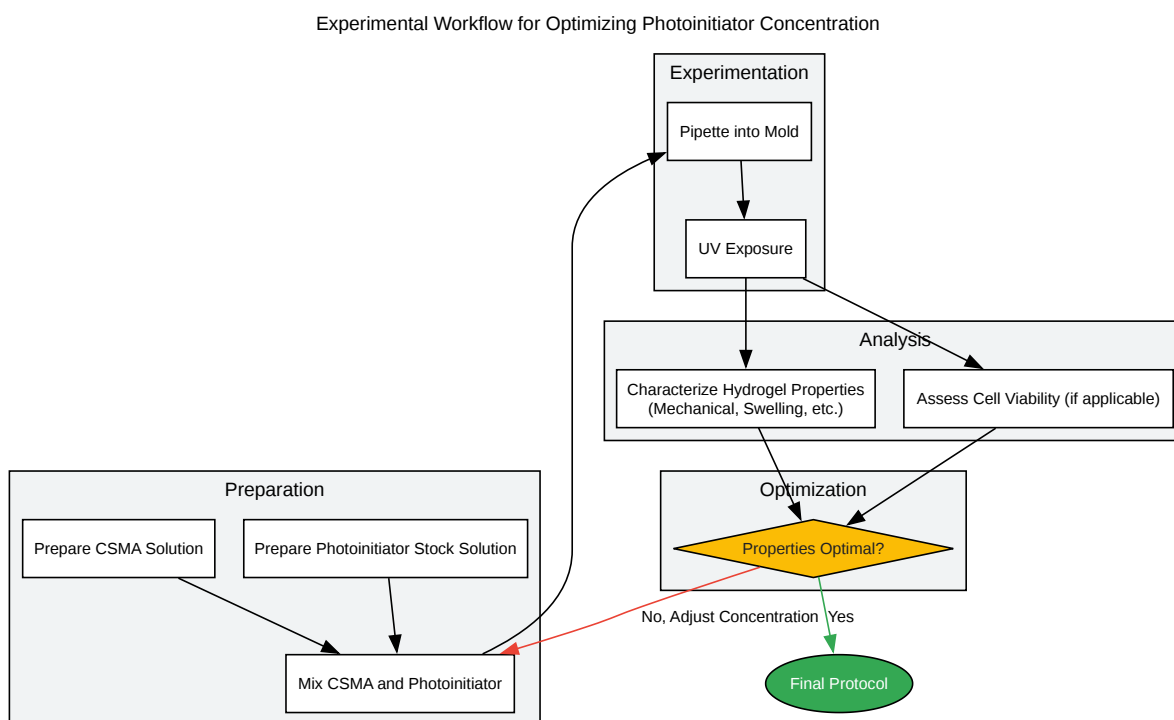 Experimental Workflow for Optimizing Photoinitiator Concentration
Experimentation
Pipette into Mold
UV Exposure
Analysis
Characterize Hydrogel Properties
(Mechanical, Swelling, etc.)
Assess Cell Viability (if applicable)
Preparation
Prepare CSMA Solution
Prepare Photoinitiator Stock Solution
Mix CSMA and Photoinitiator
Optimization
Properties Optimal?
No, Adjust Concentration
Yes
Final Protocol